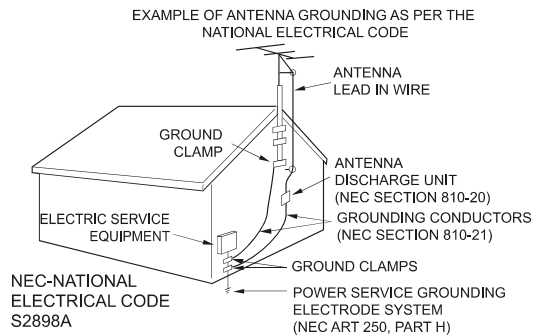 EXAMPLE OF ANTENNA GROUNDING AS PER THE
NATIONAL ELECTRICAL CODE
ANTENNA
LEAD IN WIRE
GROUND
CLAMP
ANTENNA
DISCHARGE UNIT
(NEC SECTION 810-20)
ELECTRIC SERVICE
EQUIPMENT
GROUNDING CONDUCTORS
(NEC SECTION 810-21)
GROUND CLAMPS
NEC-NATIONAL
ELECTRICAL CODE
S2898A
POWER SERVICE GROUNDING
ELECTRODE SYSTEM
(NEC ART 250, PART H)